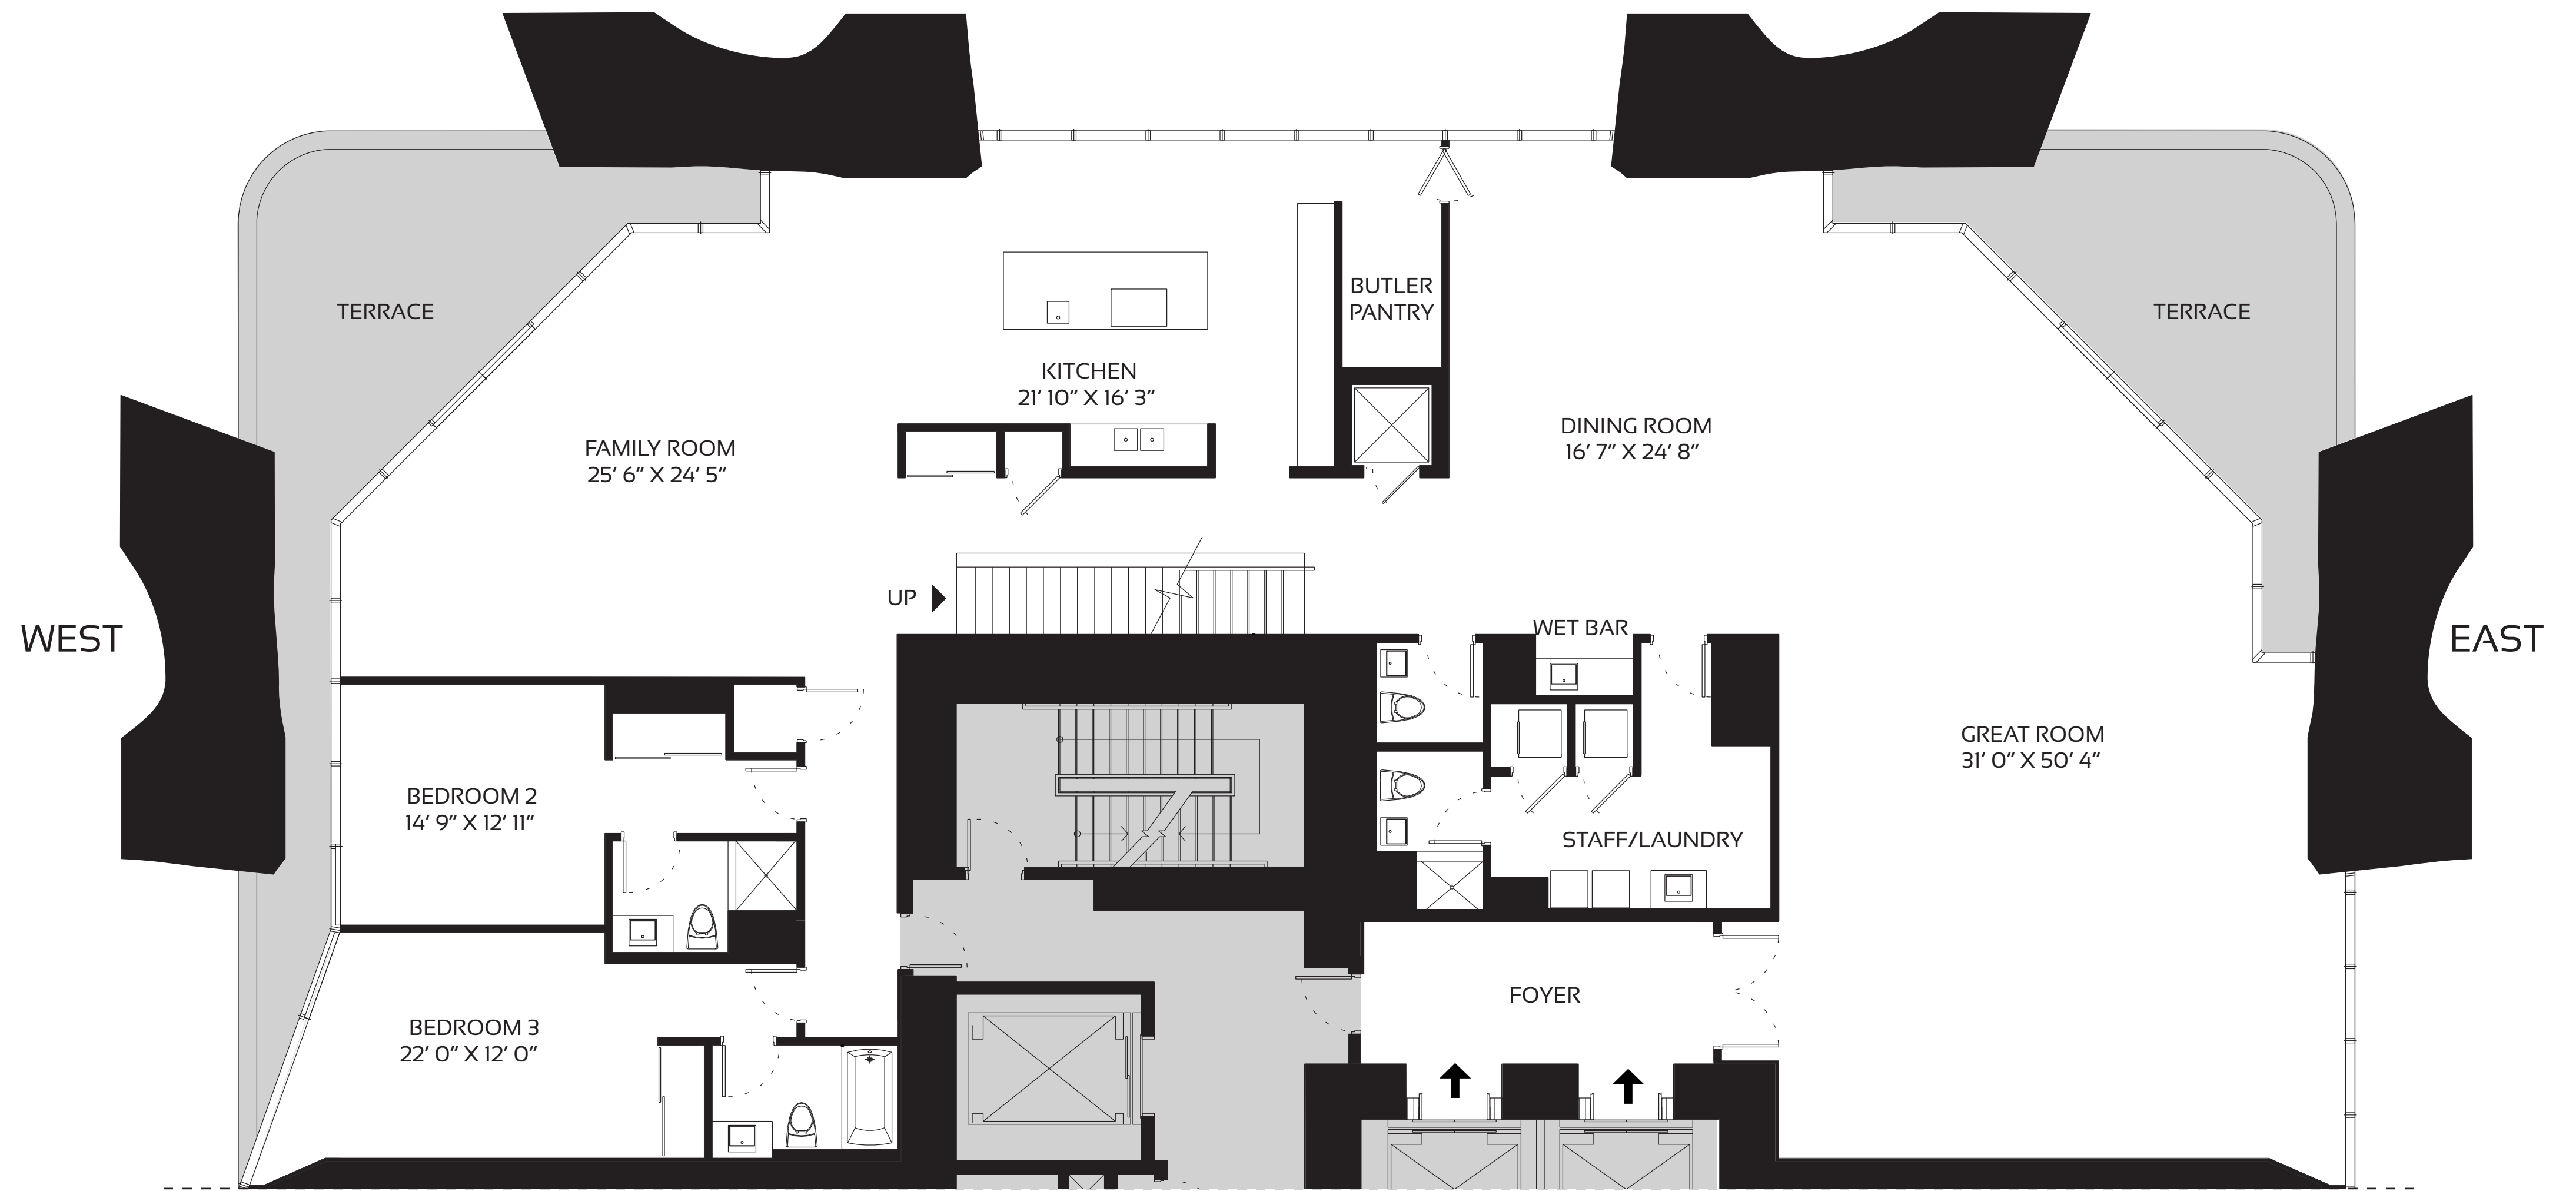 TERRACE
BUTLER
PANTRY
TERRACE
KITCHEN
21' 10" X 16' 3"
FAMILY ROOM
25' 6" X 24' 5"
DINING ROOM
16' 7" X 24' 8"
UP
WEST
WET BAR
EAST
GREAT ROOM
31' 0" X 50' 4"
BEDROOM 2
14' 9" X 12' 11"
STAFF/LAUNDRY
FOYER
BEDROOM 3
22' 0" X 12' 0"